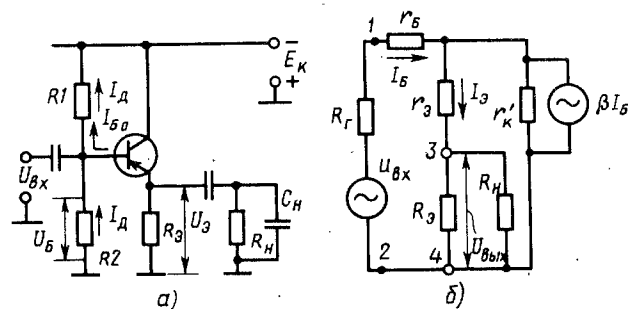 − Eк +
R1 Iд
IБо
Uвх
UБ R2 Iд
Rэ Uэ Rн Cн
а)
1 rБ
IБ
Rг rэ Iэ r′к βIБ
3
uвх
Rэ Rн
Uвых
2 4
б)